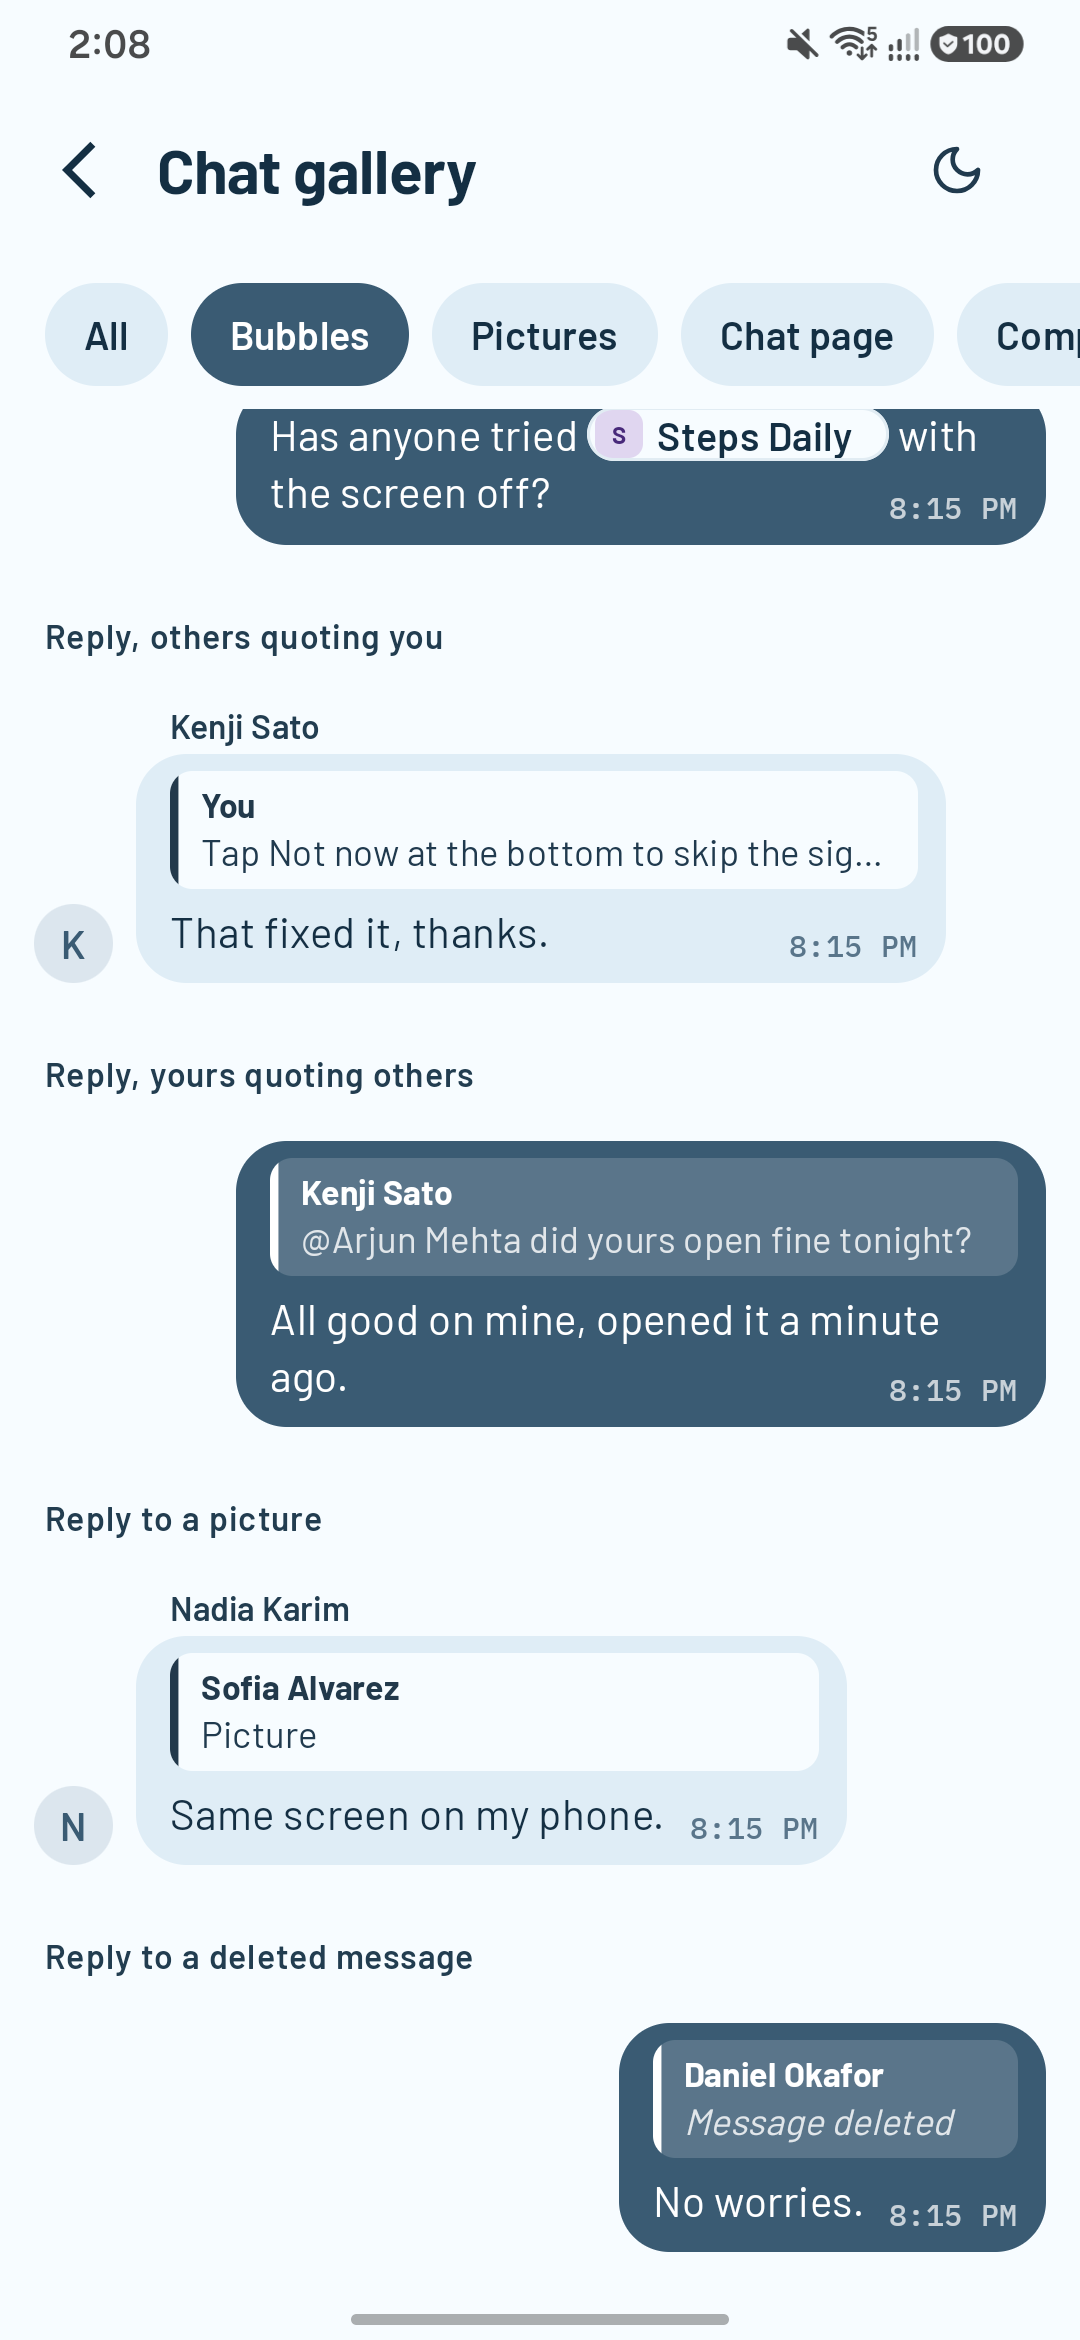 2:08
5
100
Chat gallery
All Bubbles Pictures Chat page Comp
Has anyone tried S Steps Daily with
the screen off?
8:15 PM
Reply, others quoting you
Kenji Sato
You
Tap Not now at the bottom to skip the sig...
K
That fixed it, thanks.
8:15 PM
Reply, yours quoting others
Kenji Sato
@Arjun Mehta did yours open fine tonight?
All good on mine, opened it a minute
ago.
8:15 PM
Reply to a picture
Nadia Karim
Sofia Alvarez
Picture
N
Same screen on my phone. 8:15 PM
Reply to a deleted message
Daniel Okafor
Message deleted
No worries. 8:15 PM